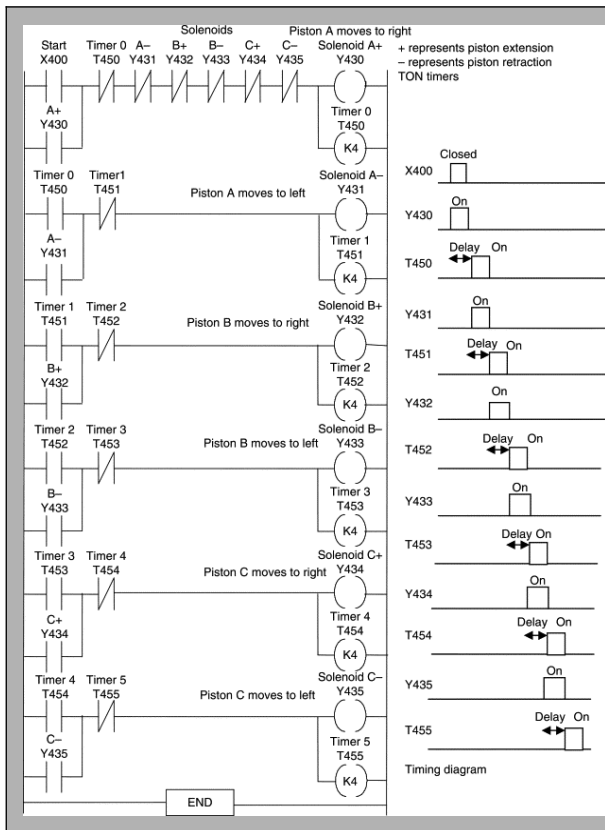 Solenoids
Piston A moves to right
Start Timer 0 A– B+ B– C+ C– Solenoid A+
X400 T450 Y431 Y432 Y433 Y434 Y435 Y430
+ represents piston extension
– represents piston retraction
TON timers
A+
Y430
Timer 0
T450
K4
Timer 0 Timer1
T450 T451
Piston A moves to left
Solenoid A–
Y431
A–
Y431
Timer 1
T451
K4
Timer 1 Timer 2
T451 T452
Piston B moves to right
Solenoid B+
Y432
B+
Y432
Timer 2
T452
K4
Timer 2 Timer 3
T452 T453
Piston B moves to left
Solenoid B–
Y433
B–
Y433
Timer 3
T453
K4
Timer 3 Timer 4
T453 T454
Piston C moves to right
Solenoid C+
Y434
C+
Y434
Timer 4
T454
K4
Timer 4 Timer 5
T454 T455
Piston C moves to left
Solenoid C–
Y435
C–
Y435
Timer 5
T455
K4
END
Closed
X400
On
Y430
Delay On
T450
On
Y431
Delay On
T451
On
Y432
Delay On
T452
On
Y433
Delay On
T453
On
Y434
Delay On
T454
On
Y435
Delay On
T455
Timing diagram